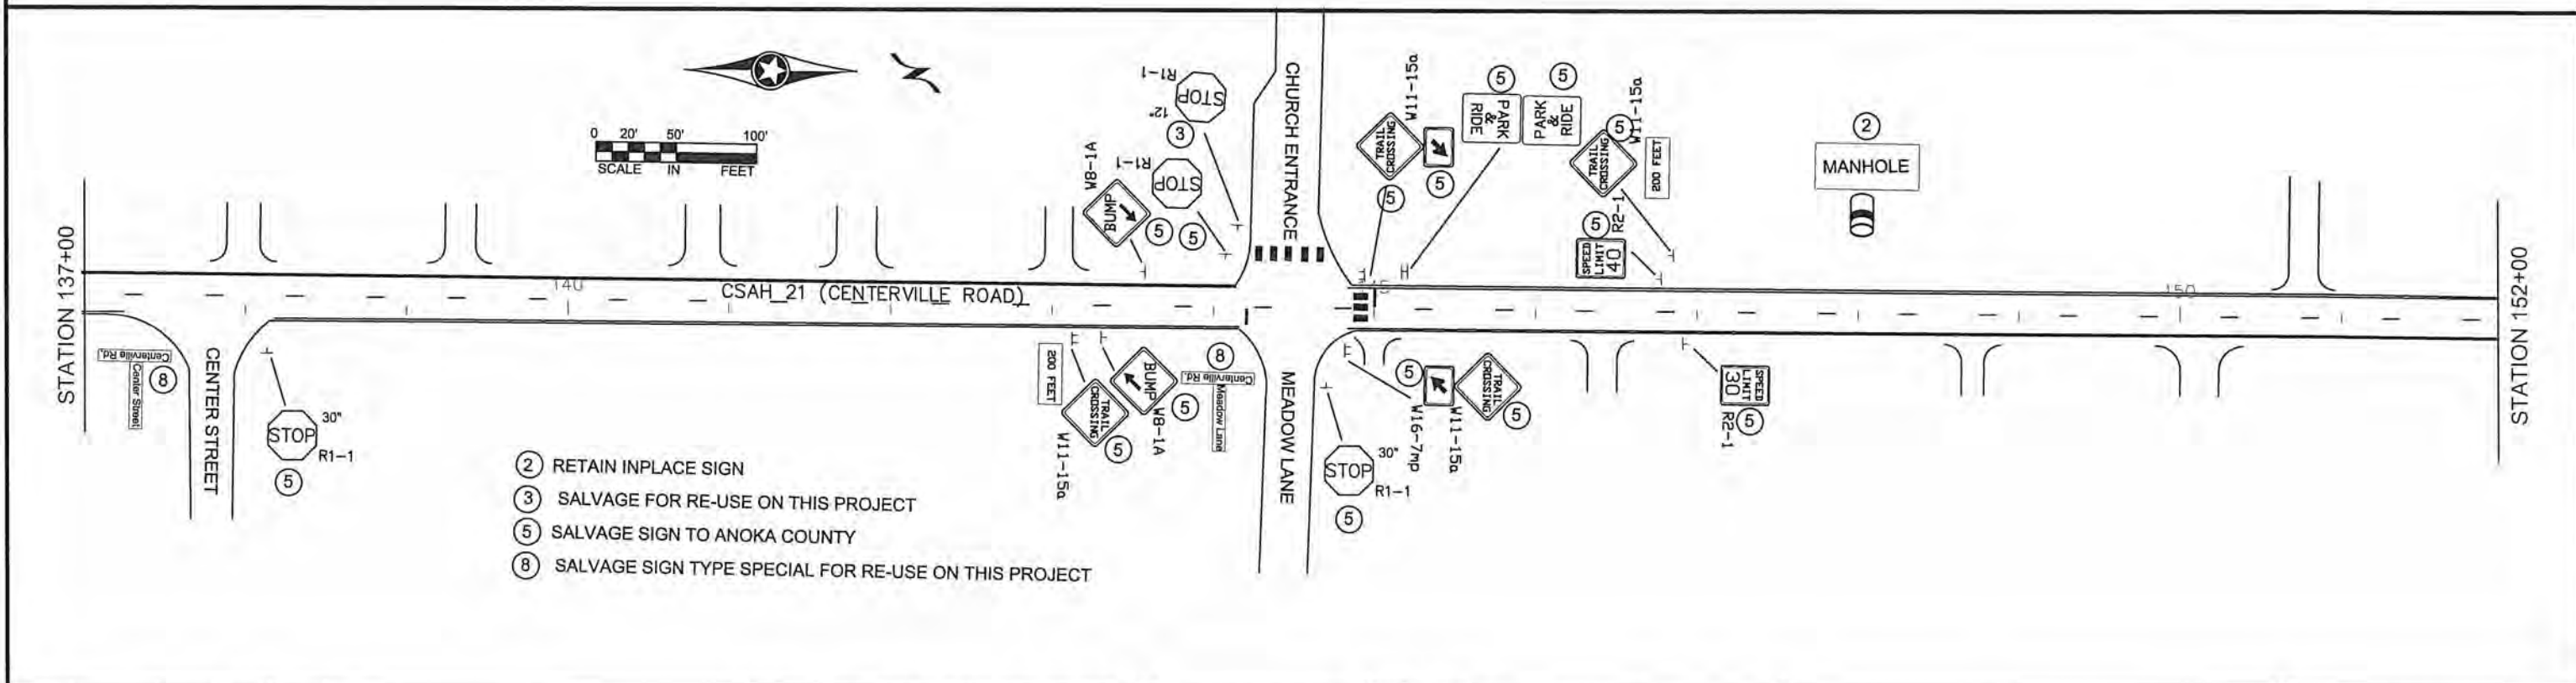 0 20' 50' 100'
SCALE IN FEET
STATION 137+00
R1-1
STOP
12"
3
R1-1
STOP
W8-1A
BUMP
5
5
CHURCH ENTRANCE
W11-15a
TRAIL
CROSSING
5
5
5
PARK
&
RIDE
5
PARK
&
RIDE
W11-15a
5
TRAIL
CROSSING
200 FEET
5
R2-1
SPEED
LIMIT
40
2
MANHOLE
140
CSAH 21 (CENTERVILLE ROAD)
150
STATION 152+00
Centerville Rd.
Center Street
8
CENTER STREET
30"
STOP
R1-1
5
200 FEET
TRAIL
CROSSING
W11-15a
5
BUMP
W8-1A
5
8
Centerville Rd.
Meadow Lane
MEADOW LANE
30"
STOP
R1-1
5
5
W16-7mp
W11-15a
TRAIL
CROSSING
5
SPEED
LIMIT
30
R2-1
5
2 RETAIN INPLACE SIGN
3 SALVAGE FOR RE-USE ON THIS PROJECT
5 SALVAGE SIGN TO ANOKA COUNTY
8 SALVAGE SIGN TYPE SPECIAL FOR RE-USE ON THIS PROJECT